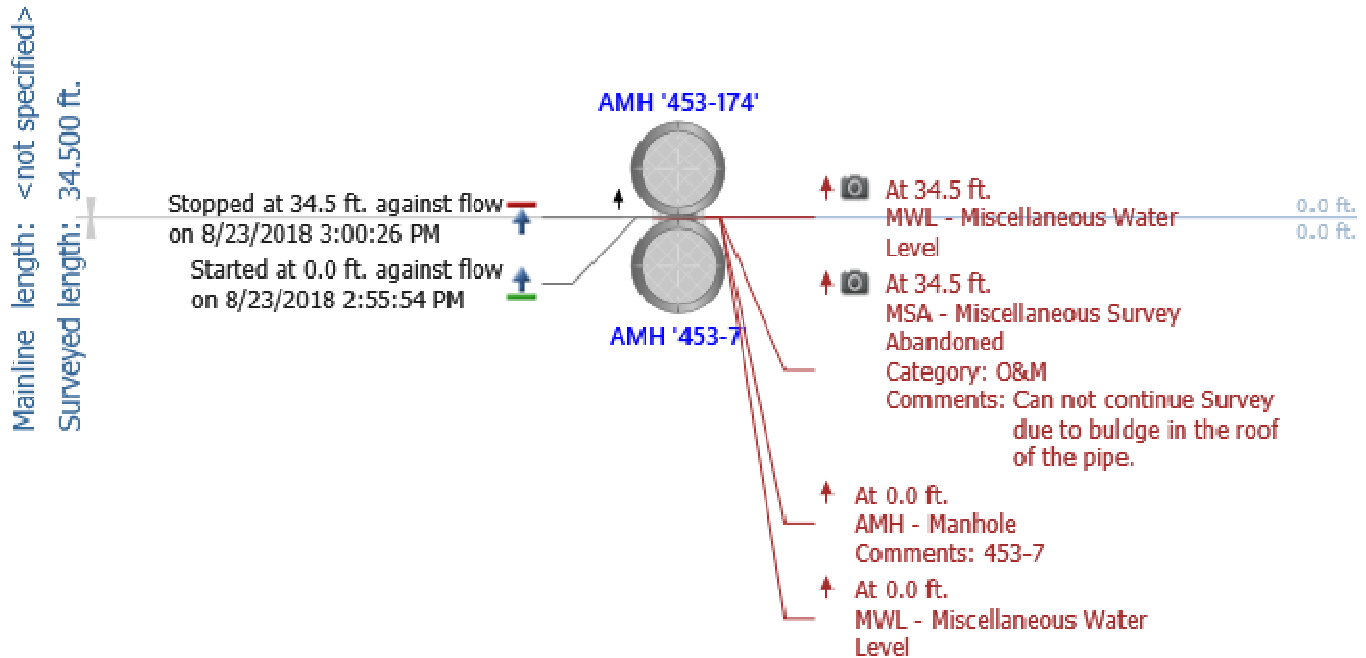 Mainline length: <not specified>
Surveyed length: 34.500 ft.
AMH '453-174'
Stopped at 34.5 ft. against flow
on 8/23/2018 3:00:26 PM
Started at 0.0 ft. against flow
on 8/23/2018 2:55:54 PM
AMH '453-7'
At 34.5 ft.
MWL - Miscellaneous Water
Level
0.0 ft.
0.0 ft.
At 34.5 ft.
MSA - Miscellaneous Survey
Abandoned
Category: O&M
Comments: Can not continue Survey
due to buldge in the roof
of the pipe.
At 0.0 ft.
AMH - Manhole
Comments: 453-7
At 0.0 ft.
MWL - Miscellaneous Water
Level